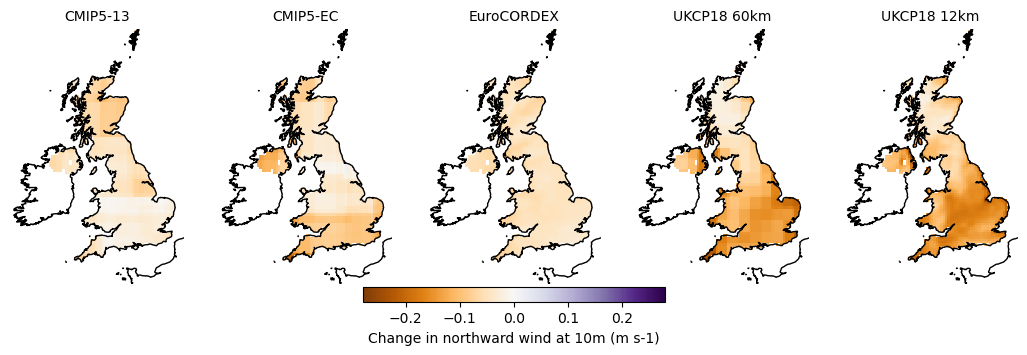 CMIP5-13 CMIP5-EC EuroCORDEX UKCP18 60km UKCP18 12km
−0.2 −0.1 0.0 0.1 0.2
Change in northward wind at 10m (m s-1)